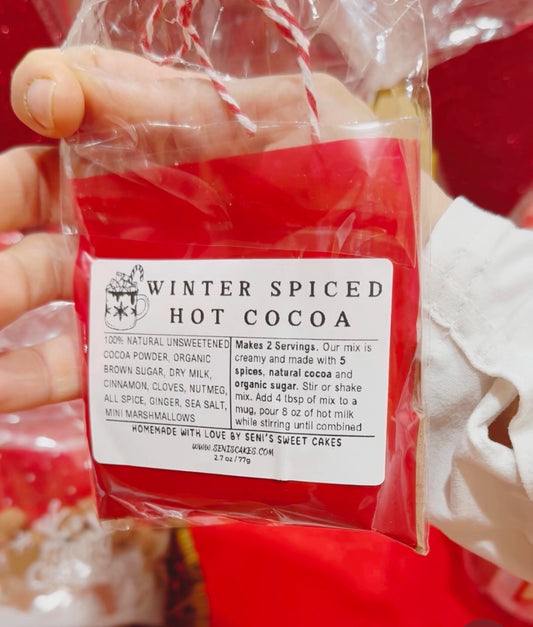 WINTER SPICED
HOT COCOA
100% NATURAL UNSWEETENED
COCOA POWDER, ORGANIC
BROWN SUGAR, DRY MILK,
CINNAMON, CLOVES, NUTMEG,
ALL SPICE, GINGER, SEA SALT,
MINI MARSHMALLOWS
Makes 2 Servings. Our mix is
creamy and made with 5
spices, natural cocoa and
organic sugar. Stir or shake
mix. Add 4 tbsp of mix to a
mug, pour 8 oz of hot milk
while stirring until combined
HOMEMADE WITH LOVE BY SENI'S SWEET CAKES
WWW.SENISCAKES.COM
2.7 oz / 77g